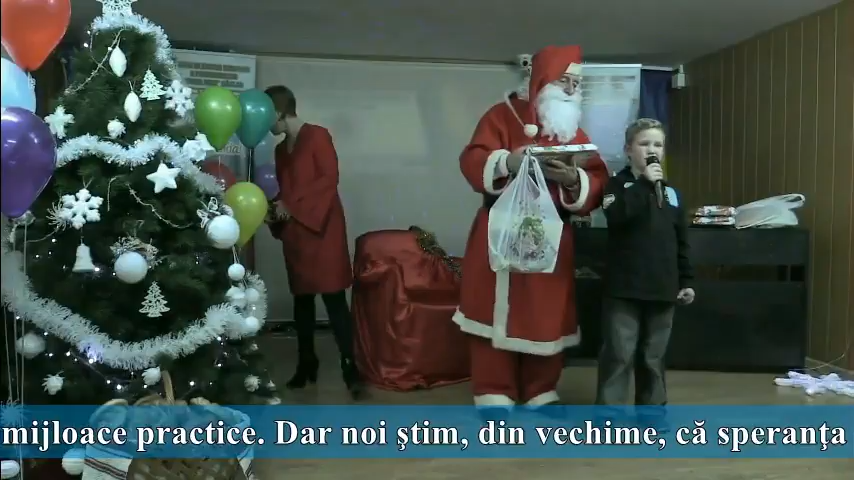 mijloace practice. Dar noi ştim, din vechime, că speranţa